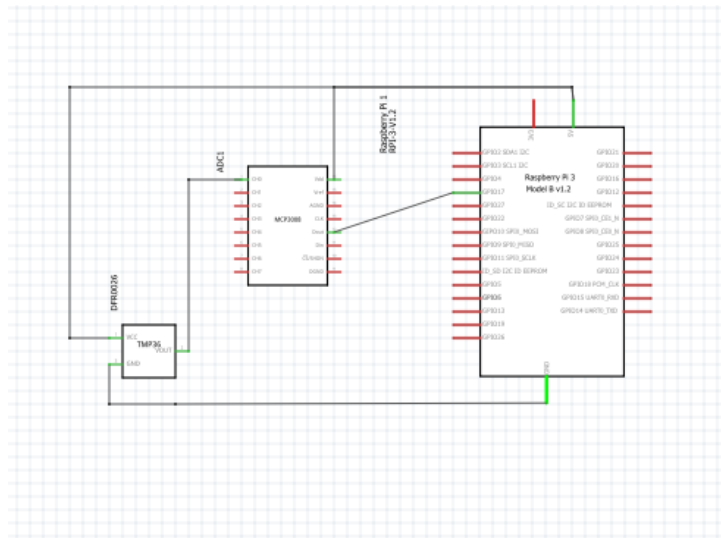 Raspberry Pi 1
RPI-3-V1.2
ADC1
DFR0026
3V3
5V
Raspberry Pi 3
Model B v1.2
GPIO2 SDA1 I2C
GPIO3 SCL1 I2C
GPIO4
GPIO17
GPIO27
GPIO22
GPIO10 SPI0_MOSI
GPIO9 SPI0_MISO
GPIO11 SPI0_SCLK
ID_SD I2C ID EEPROM
GPIO5
GPIO6
GPIO13
GPIO19
GPIO26
GPIO21
GPIO20
GPIO16
GPIO12
ID_SC I2C ID EEPROM
GPIO7 SPI0_CE1_N
GPIO8 SPI0_CE0_N
GPIO25
GPIO24
GPIO23
GPIO18 PCM_CLK
GPIO15 UART0_RXD
GPIO14 UART0_TXD
GND
MCP3008
CH0
CH1
CH2
CH3
CH4
CH5
CH6
CH7
Vref
AGND
CLK
Dout
Din
CS/SHDN
DGND
TMP36
VCC
VOUT
GND